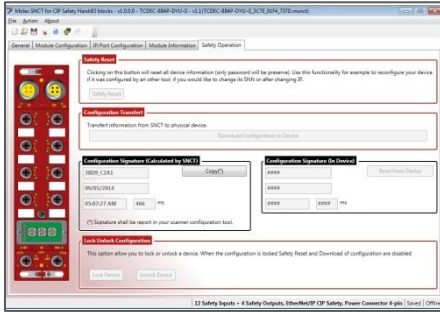 Molex SNCT for CIP Safety HarshIO blocks - v1.0.3.0 - TCDEC-8B4P-DYU-G - v1.1
File Action About
General Module Configuration IP/Port Configuration Module Information Safety Operation
Safety Reset
Clicking on this button will reset all device information (only password will be preserve). Use this functionality for example to reconfigure your device
if it was configured by an other tool, if you would like to change its SNN or after changing IP.
Safety Reset
Configuration Transfert
Transfert information from SNCT to physical device.
Download Configuration to Device
Configuration Signature (Calculated by SNCT)
Copy(*)
09/05/2014
05:07:27 AM 466 ms
(*) Signature shall be report in your scanner configuration tool.
Configuration Signature (In Device)
#### Read from Device
####
#### #### ms
Lock Unlock Configuration
This option allow you to lock or unlock a device. When the configuration is locked Safety Reset and Download of configuration are disabled
Lock Device Unlock Device
12 Safety Inputs + 4 Safety Outputs, EtherNet/IP CIP Safety, Power Connector 4-pin Saved Offline